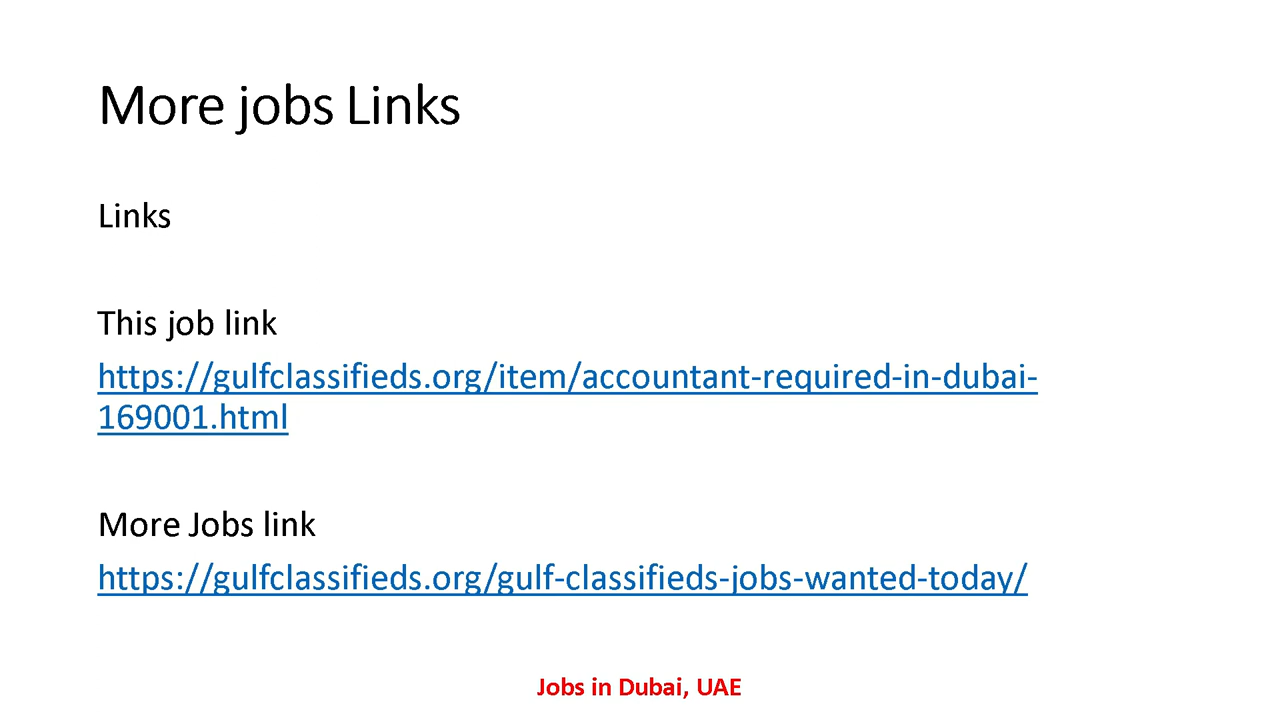 More jobs Links
Links
This job link
https://gulfclassifieds.org/item/accountant-required-in-dubai-
169001.html
More Jobs link
https://gulfclassifieds.org/gulf-classifieds-jobs-wanted-today/
Jobs in Dubai, UAE